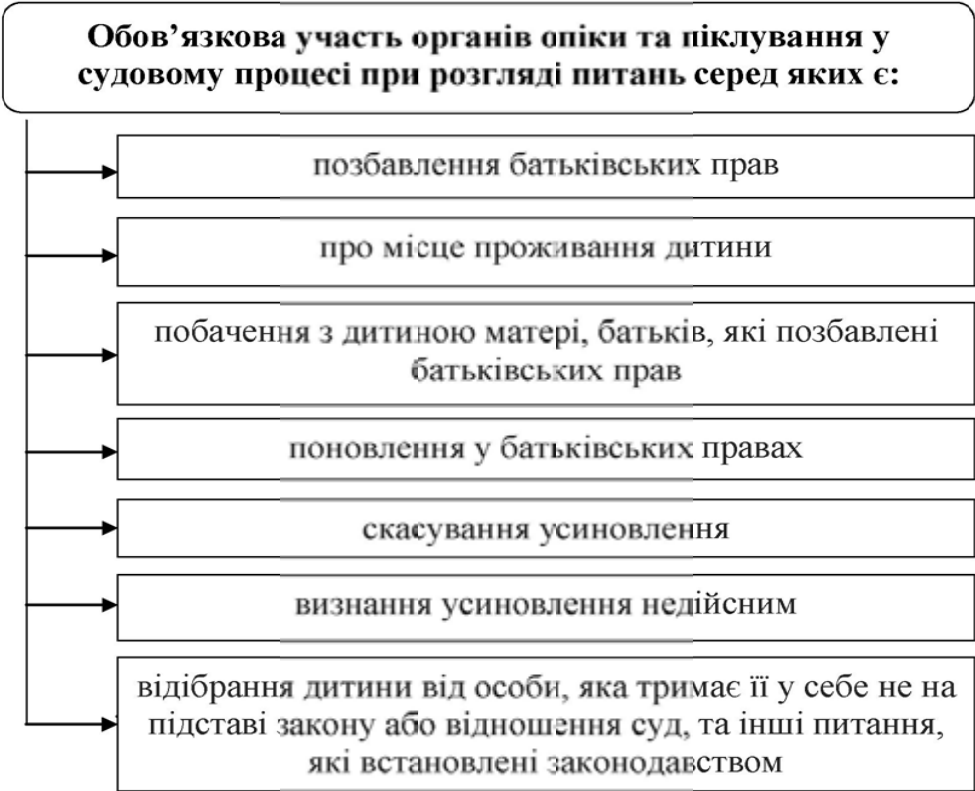 Обов’язкова участь органів опіки та піклування у
судовому процесі при розгляді питань серед яких є:
позбавлення батьківських прав
про місце проживання дитини
побачення з дитиною матері, батьків, які позбавлені
батьківських прав
поновлення у батьківських правах
скасування усиновлення
визнання усиновлення недійсним
відібрання дитини від особи, яка тримає її у себе не на
підставі закону або відношення суд, та інші питання,
які встановлені законодавством